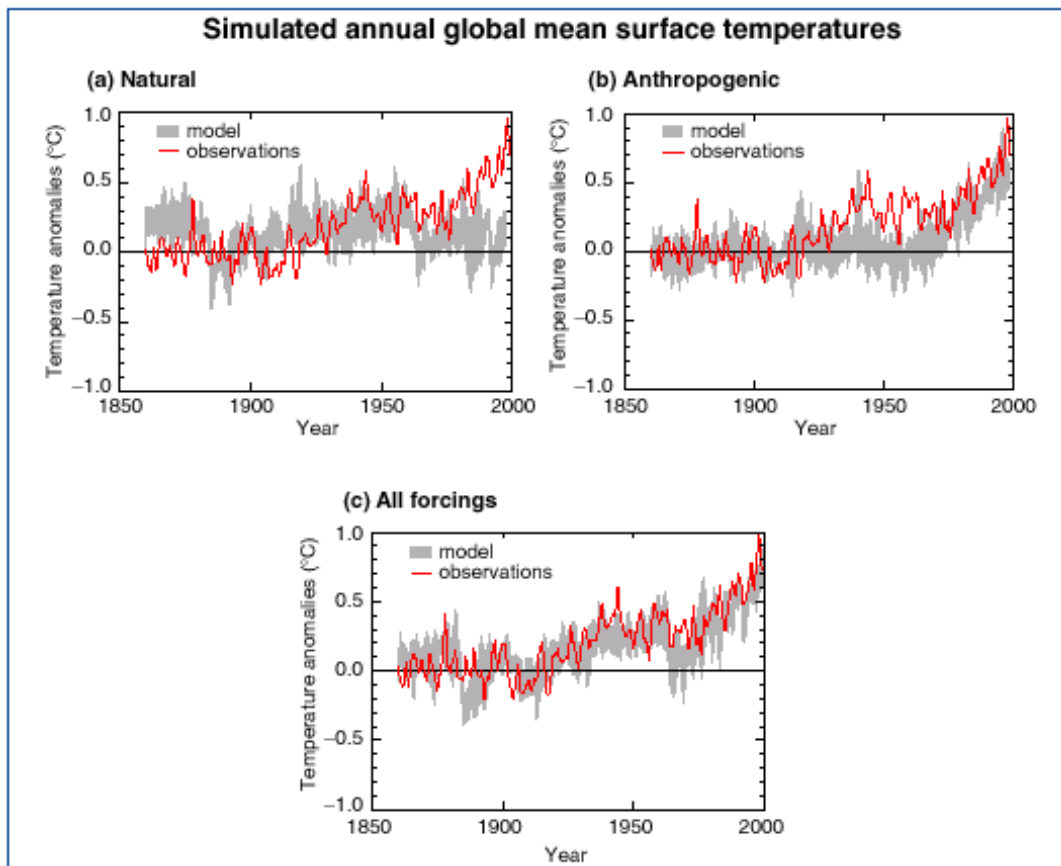 Simulated annual global mean surface temperatures
(a) Natural
Temperature anomalies (°C)
1.0
0.5
0.0
−0.5
−1.0
model
observations
1850 1900 1950 2000
Year
(b) Anthropogenic
Temperature anomalies (°C)
1.0
0.5
0.0
−0.5
−1.0
model
observations
1850 1900 1950 2000
Year
(c) All forcings
Temperature anomalies (°C)
1.0
0.5
0.0
−0.5
−1.0
model
observations
1850 1900 1950 2000
Year